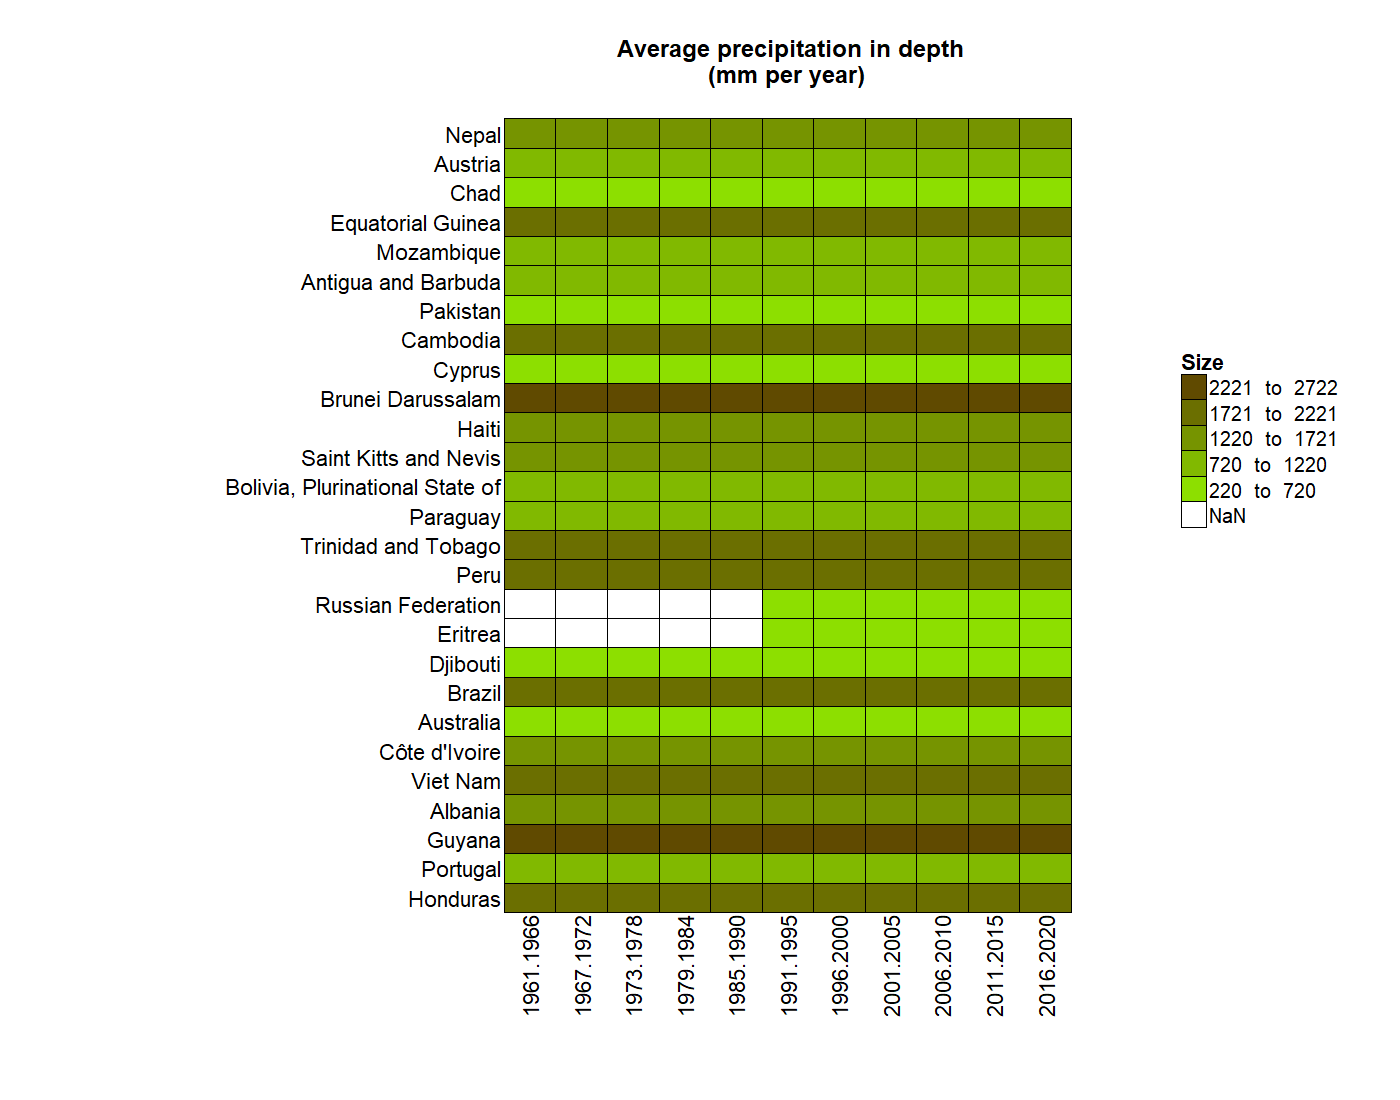 Average precipitation in depth
(mm per year)
Nepal
Austria
Chad
Equatorial Guinea
Mozambique
Antigua and Barbuda
Pakistan
Cambodia
Cyprus
Brunei Darussalam
Haiti
Saint Kitts and Nevis
Bolivia, Plurinational State of
Paraguay
Trinidad and Tobago
Peru
Russian Federation
Eritrea
Djibouti
Brazil
Australia
Côte d'Ivoire
Viet Nam
Albania
Guyana
Portugal
Honduras
1961.1966
1967.1972
1973.1978
1979.1984
1985.1990
1991.1995
1996.2000
2001.2005
2006.2010
2011.2015
2016.2020
Size
2221 to 2722
1721 to 2221
1220 to 1721
720 to 1220
220 to 720
NaN